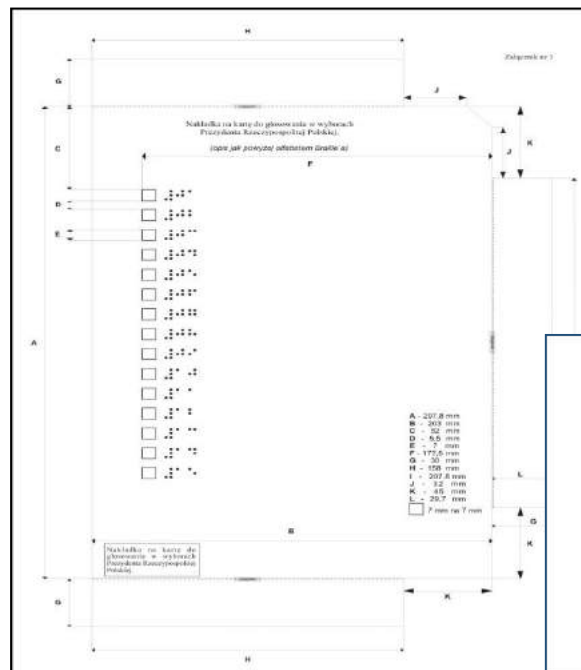 H
Załącznik nr 1
G
J
Nakładka na kartę do głosowania w wyborach
Prezydenta Rzeczypospolitej Polskiej.
K
C
J
(opis jak powyżej alfabetem Braille'a)
F
D
E
A
A - 297,8 mm
B - 263 mm
C - 52 mm
D - 5,5 mm
E - 7 mm
F - 177,5 mm
G - 30 mm
H - 158 mm
I - 207,8 mm
J - 32 mm
K - 45 mm
L - 29,7 mm
7 mm na 7 mm
L
G
B
K
Nakładka na kartę do
głosowania w wyborach
Prezydenta Rzeczypospolitej
Polskiej.
G
K
H